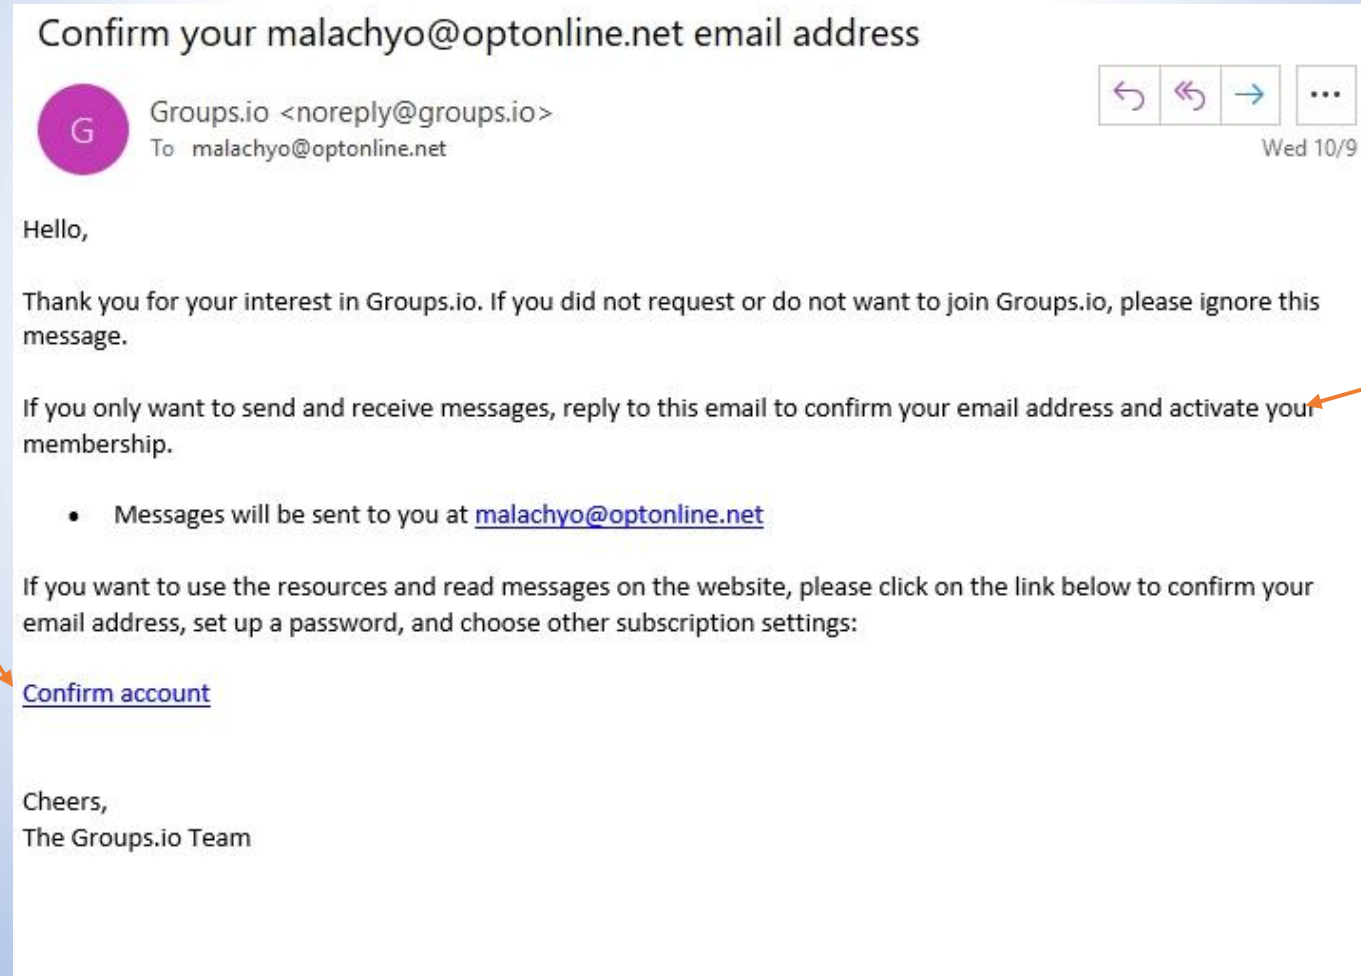 Confirm your malachyo@optonline.net email address
G
Groups.io <noreply@groups.io>
To malachyo@optonline.net
Wed 10/9
Hello,
Thank you for your interest in Groups.io. If you did not request or do not want to join Groups.io, please ignore this
message.
If you only want to send and receive messages, reply to this email to confirm your email address and activate your
membership.
• Messages will be sent to you at malachyo@optonline.net
If you want to use the resources and read messages on the website, please click on the link below to confirm your
email address, set up a password, and choose other subscription settings:
Confirm account
Cheers,
The Groups.io Team